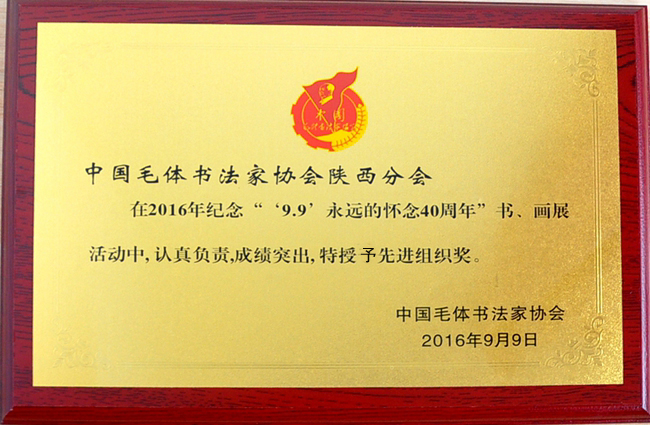 中国毛体书法家协会陕西分会
在2016年纪念“‘9.9’永远的怀念40周年”书、画展
活动中,认真负责,成绩突出,特授予先进组织奖。
中国毛体书法家协会
2016年9月9日